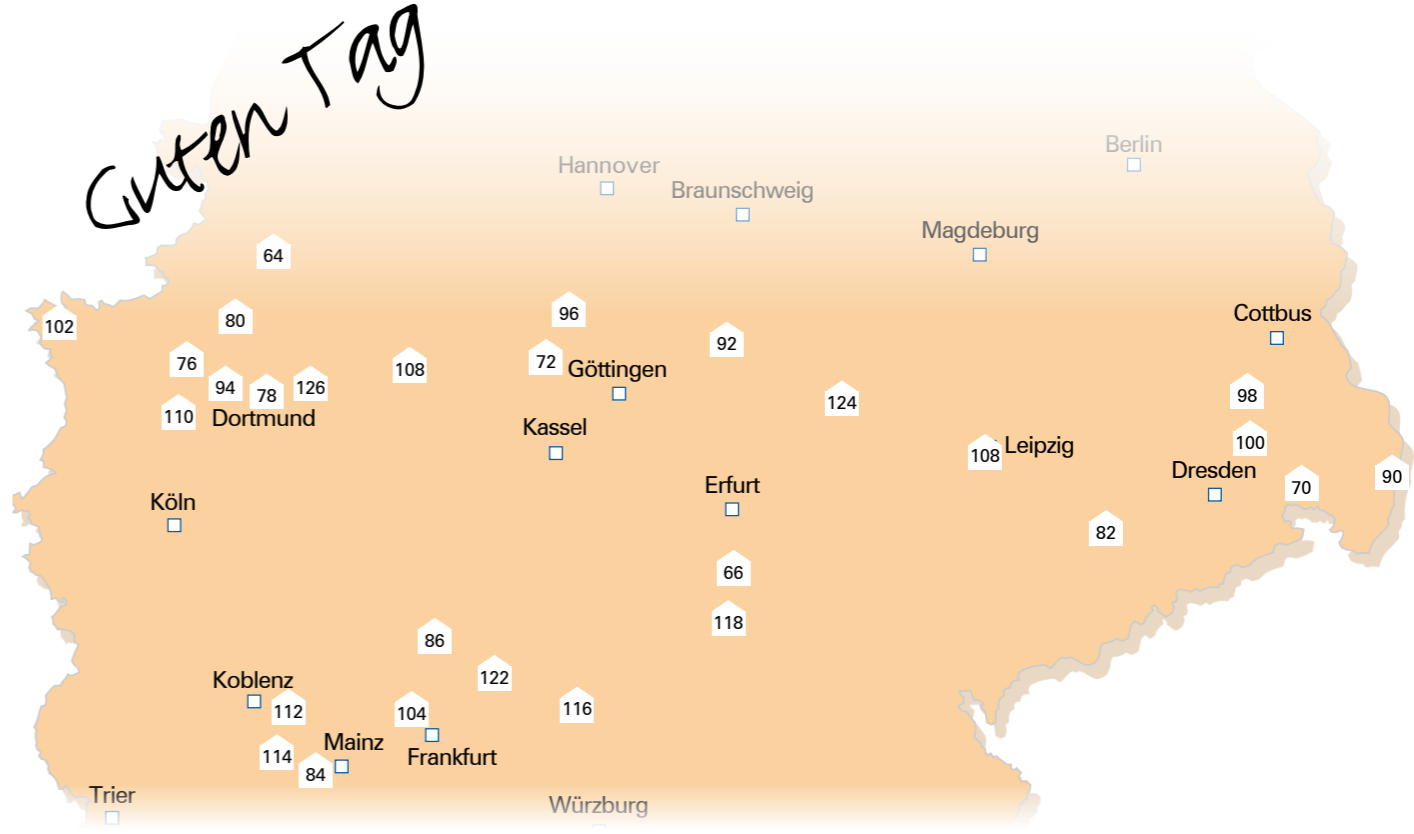 Guten Tag
Berlin
Hannover
Braunschweig
Magdeburg
64
102
80
96
Cottbus
92
76
72
Göttingen
108
94
78
126
98
124
110
Dortmund
Kassel
100
108
Leipzig
Dresden
90
70
Erfurt
Köln
82
66
118
86
Koblenz
122
112
104
116
Mainz
114
Frankfurt
84
Trier
Würzburg